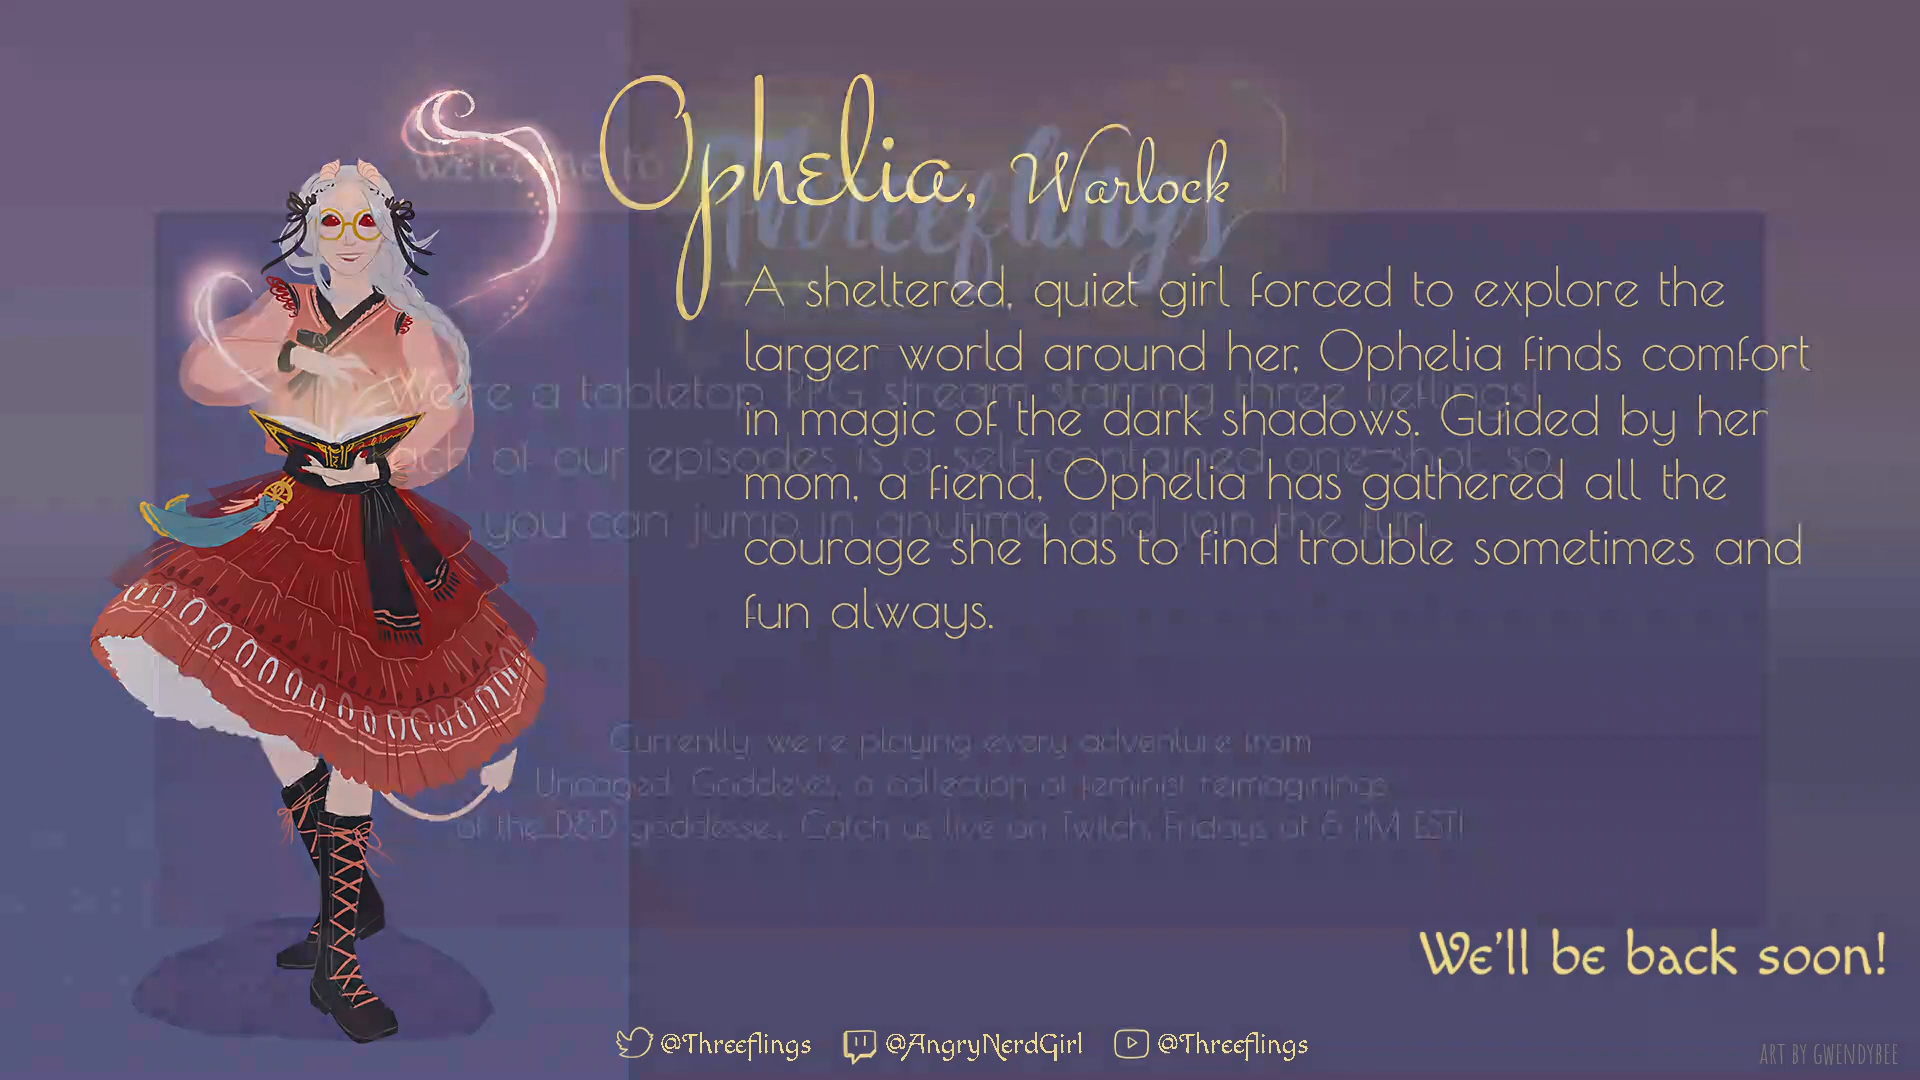 Ophelia, Warlock
Welcome to
Threeflings
A sheltered, quiet girl forced to explore the
larger world around her, Ophelia finds comfort
in magic of the dark shadows. Guided by her
mom, a fiend, Ophelia has gathered all the
courage she has to find trouble sometimes and
fun always.
We're a tabletop RPG stream starring three tieflings!
Each of our episodes is a self-contained one-shot so
you can jump in anytime and join the fun.
Currently, we're playing every adventure from
Uncaged: Goddesses, a collection of feminist reimaginings
of the D&D goddesses. Catch us live on Twitch, Fridays at 8 PM EST!
We'll be back soon!
@Threeflings @AngryNerdGirl @Threeflings
ART BY GWENDYBEE